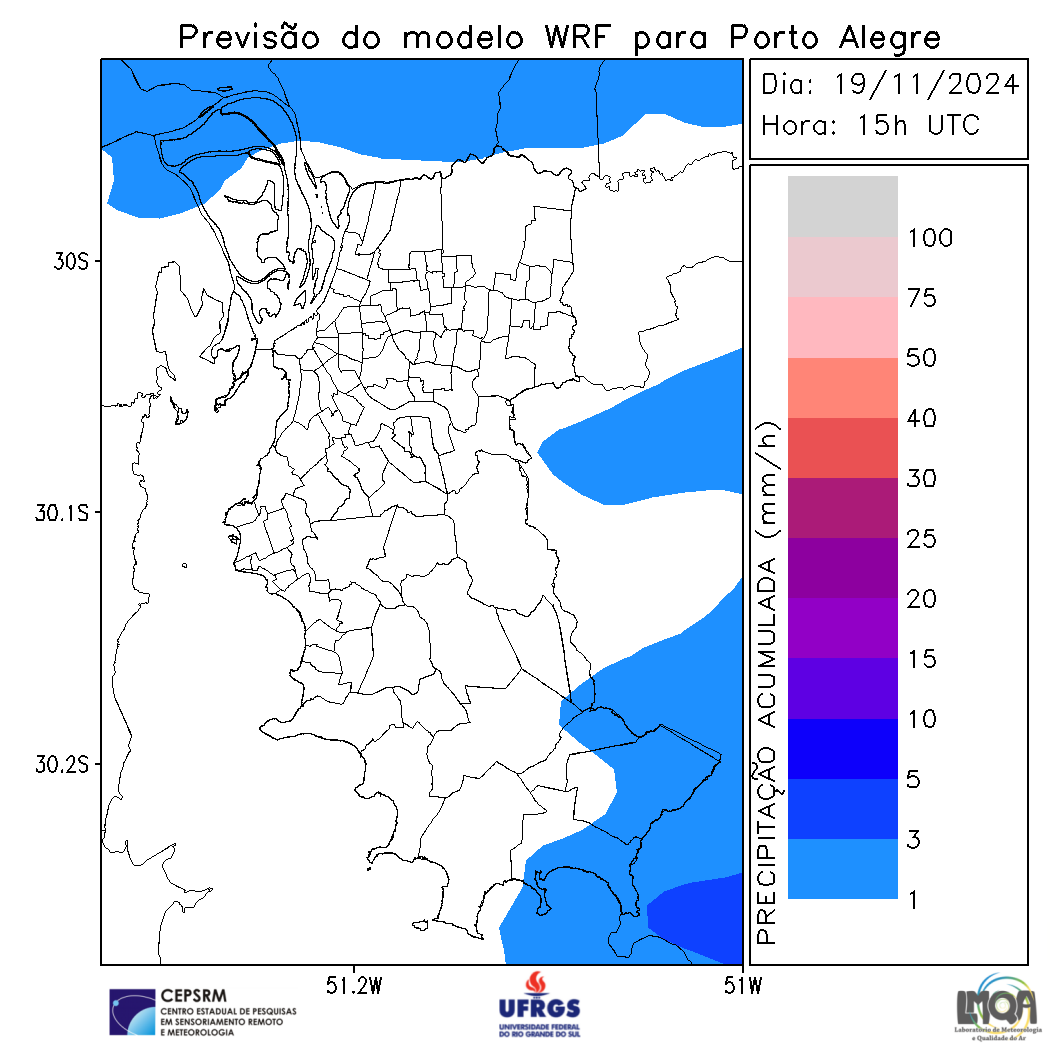 Previsão do modelo WRF para Porto Alegre
Dia: 19/11/2024
Hora: 15h UTC
30S
30.1S
30.2S
51.2W
51W
PRECIPITAÇÃO ACUMULADA (mm/h)
100
75
50
40
30
25
20
15
10
5
3
1
CEPSRM
CENTRO ESTADUAL DE PESQUISAS
EM SENSORIAMENTO REMOTO
E METEOROLOGIA
UFRGS
UNIVERSIDADE FEDERAL
DO RIO GRANDE DO SUL
LMQA
Laboratório de Meteorologia
e Qualidade do Ar